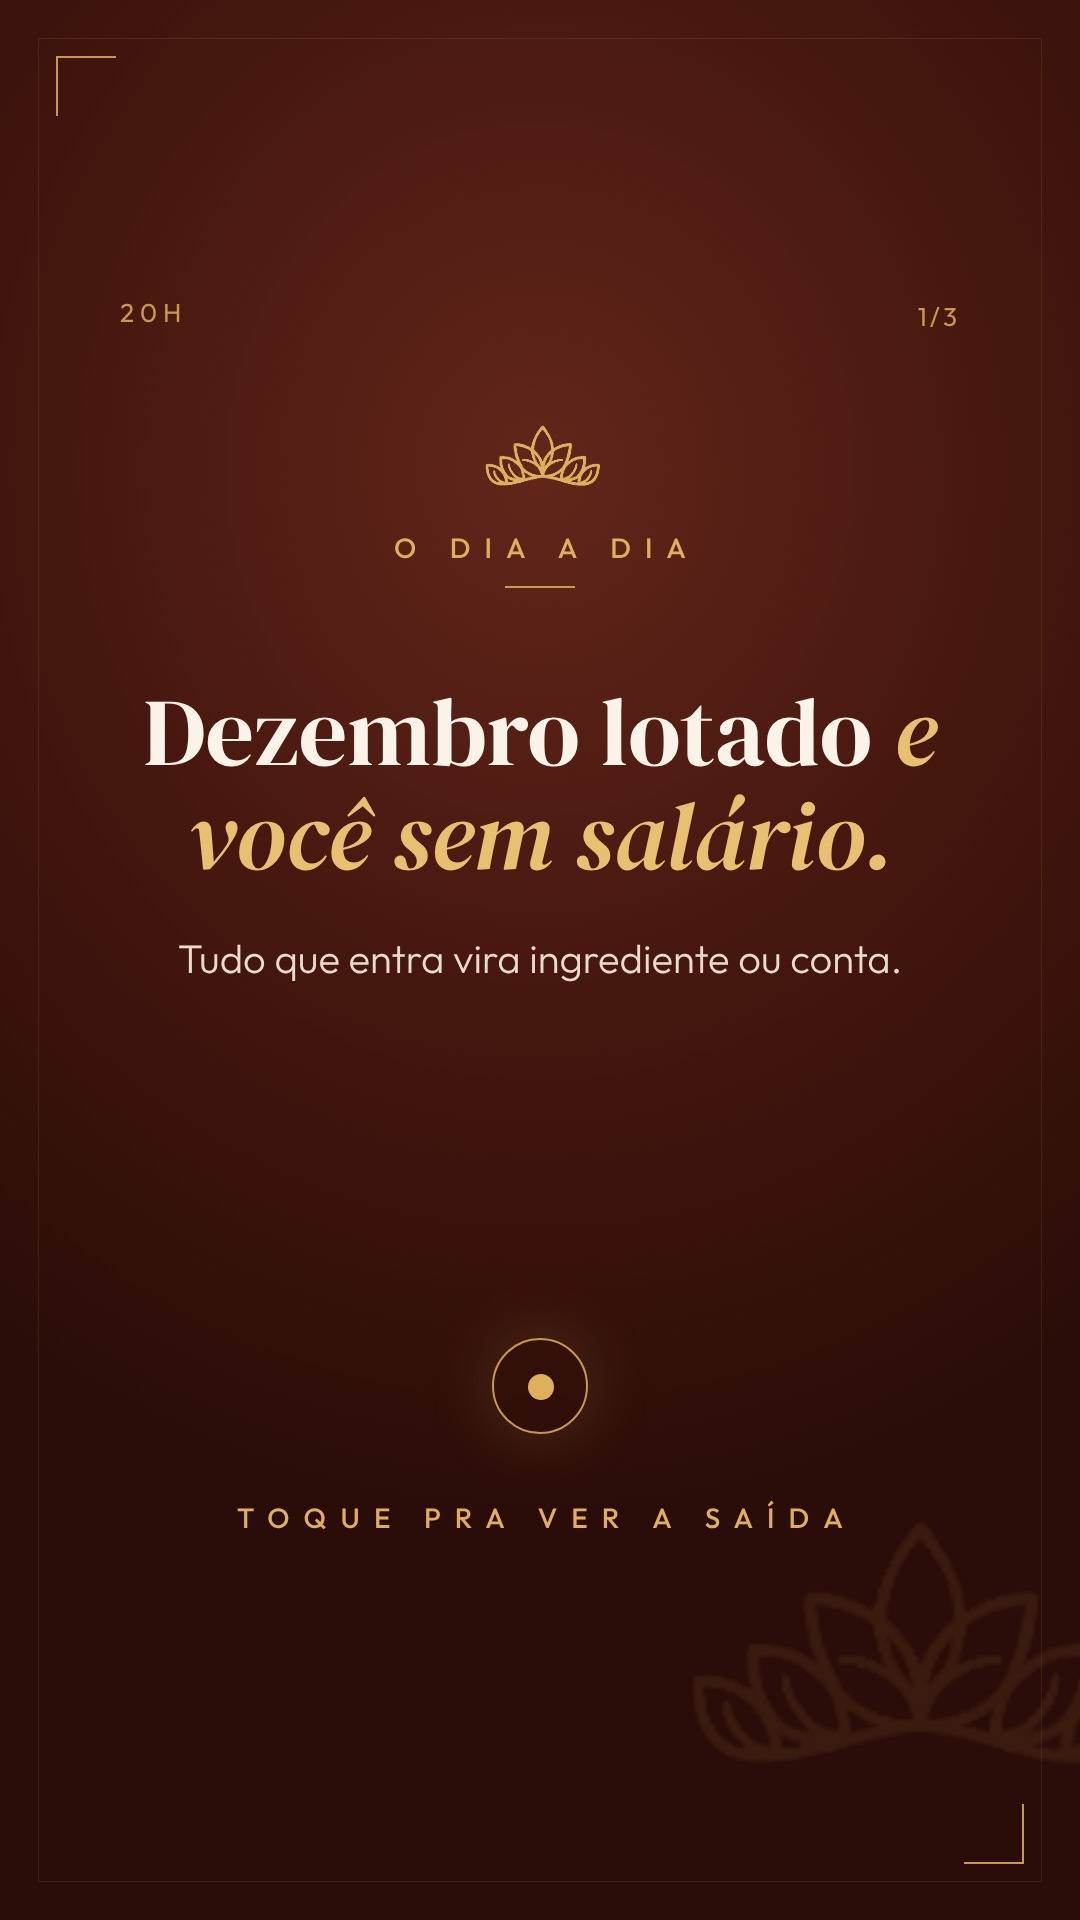 20H
1/3
O DIA A DIA
Dezembro lotado e
você sem salário.
Tudo que entra vira ingrediente ou conta.
TOQUE PRA VER A SAÍDA